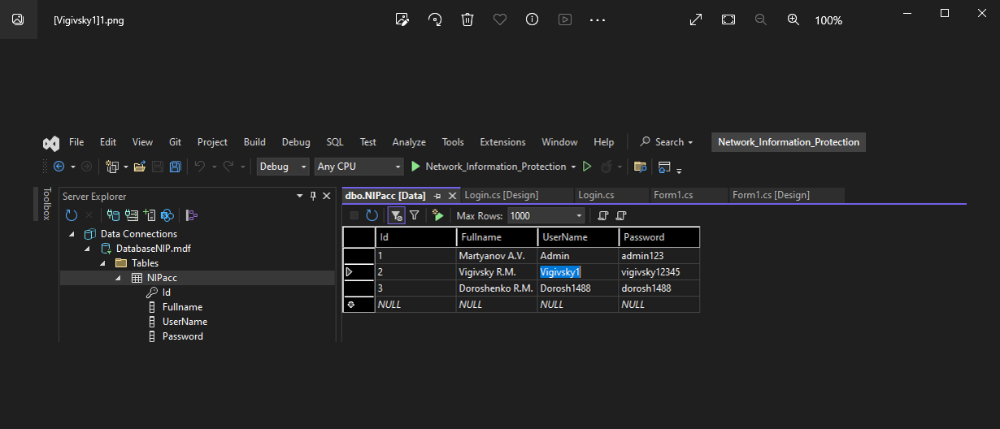 [Vigivsky1]1.png
100%
File Edit View Git Project Build Debug SQL Test Analyze Tools Extensions Window Help Search Network_Information_Protection
Debug Any CPU Network_Information_Protection
Toolbox
Server Explorer
Data Connections
DatabaseNIP.mdf
Tables
NIPacc
Id
Fullname
UserName
Password
dbo.NIPacc [Data] Login.cs [Design] Login.cs Form1.cs Form1.cs [Design]
Max Rows: 1000
Id Fullname UserName Password
1 Martyanov A.V. Admin admin123
2 Vigivsky R.M. Vigivsky1 vigivsky12345
3 Doroshenko R.M. Dorosh1488 dorosh1488
NULL NULL NULL NULL